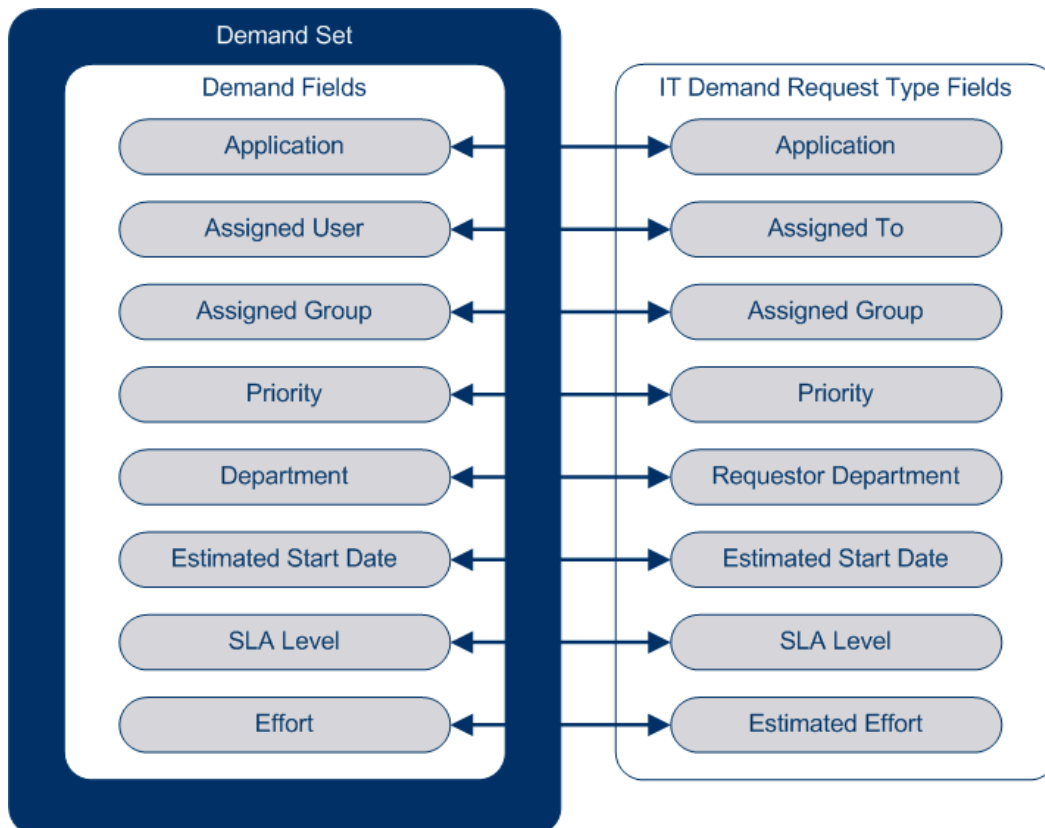 Demand Set
Demand Fields
IT Demand Request Type Fields
Application
Application
Assigned User
Assigned To
Assigned Group
Assigned Group
Priority
Priority
Department
Requestor Department
Estimated Start Date
Estimated Start Date
SLA Level
SLA Level
Effort
Estimated Effort